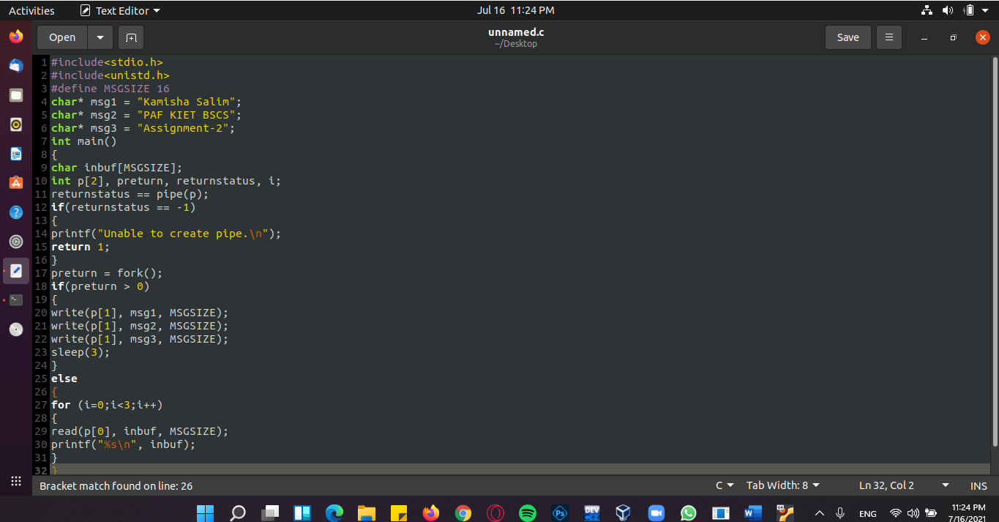 Activities Text Editor Jul 16 11:24 PM
Open unnamed.c Save
~/Desktop
1 #include<stdio.h>
2 #include<unistd.h>
3 #define MSGSIZE 16
4 char* msg1 = "Kamisha Salim";
5 char* msg2 = "PAF KIET BSCS";
6 char* msg3 = "Assignment-2";
7 int main()
8 {
9 char inbuf[MSGSIZE];
10 int p[2], preturn, returnstatus, i;
11 returnstatus == pipe(p);
12 if(returnstatus == -1)
13 {
14 printf("Unable to create pipe.\n");
15 return 1;
16 }
17 preturn = fork();
18 if(preturn > 0)
19 {
20 write(p[1], msg1, MSGSIZE);
21 write(p[1], msg2, MSGSIZE);
22 write(p[1], msg3, MSGSIZE);
23 sleep(3);
24 }
25 else
26 {
27 for (i=0;i<3;i++)
28 {
29 read(p[0], inbuf, MSGSIZE);
30 printf("%s\n", inbuf);
31 }
32 }
Bracket match found on line: 26 C Tab Width: 8 Ln 32, Col 2 INS
DEV Ps W 64 ENG 11:24 PM
7/16/2021